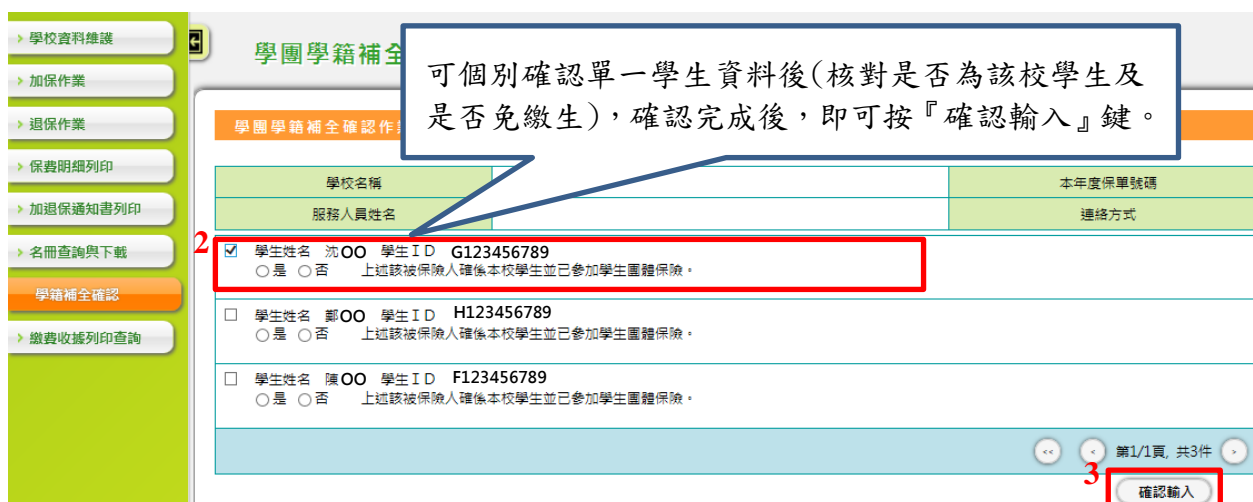 學校資料維護
加保作業
退保作業
保費明細列印
加退保通知書列印
名冊查詢與下載
學籍補全確認
繳費收據列印查詢
學團學籍補全
可個別確認單一學生資料後(核對是否為該校學生及
是否免繳生),確認完成後,即可按『確認輸入』鍵。
學團學籍補全確認作
學校名稱 本年度保單號碼
服務人員姓名 連絡方式
2
學生姓名 沈OO 學生ID G123456789
○是 ○否 上述該被保險人確係本校學生並已參加學生團體保險。
學生姓名 鄭OO 學生ID H123456789
○是 ○否 上述該被保險人確係本校學生並已參加學生團體保險。
學生姓名 陳OO 學生ID F123456789
○是 ○否 上述該被保險人確係本校學生並已參加學生團體保險。
<< < 第1/1頁, 共3件 >
3
確認輸入